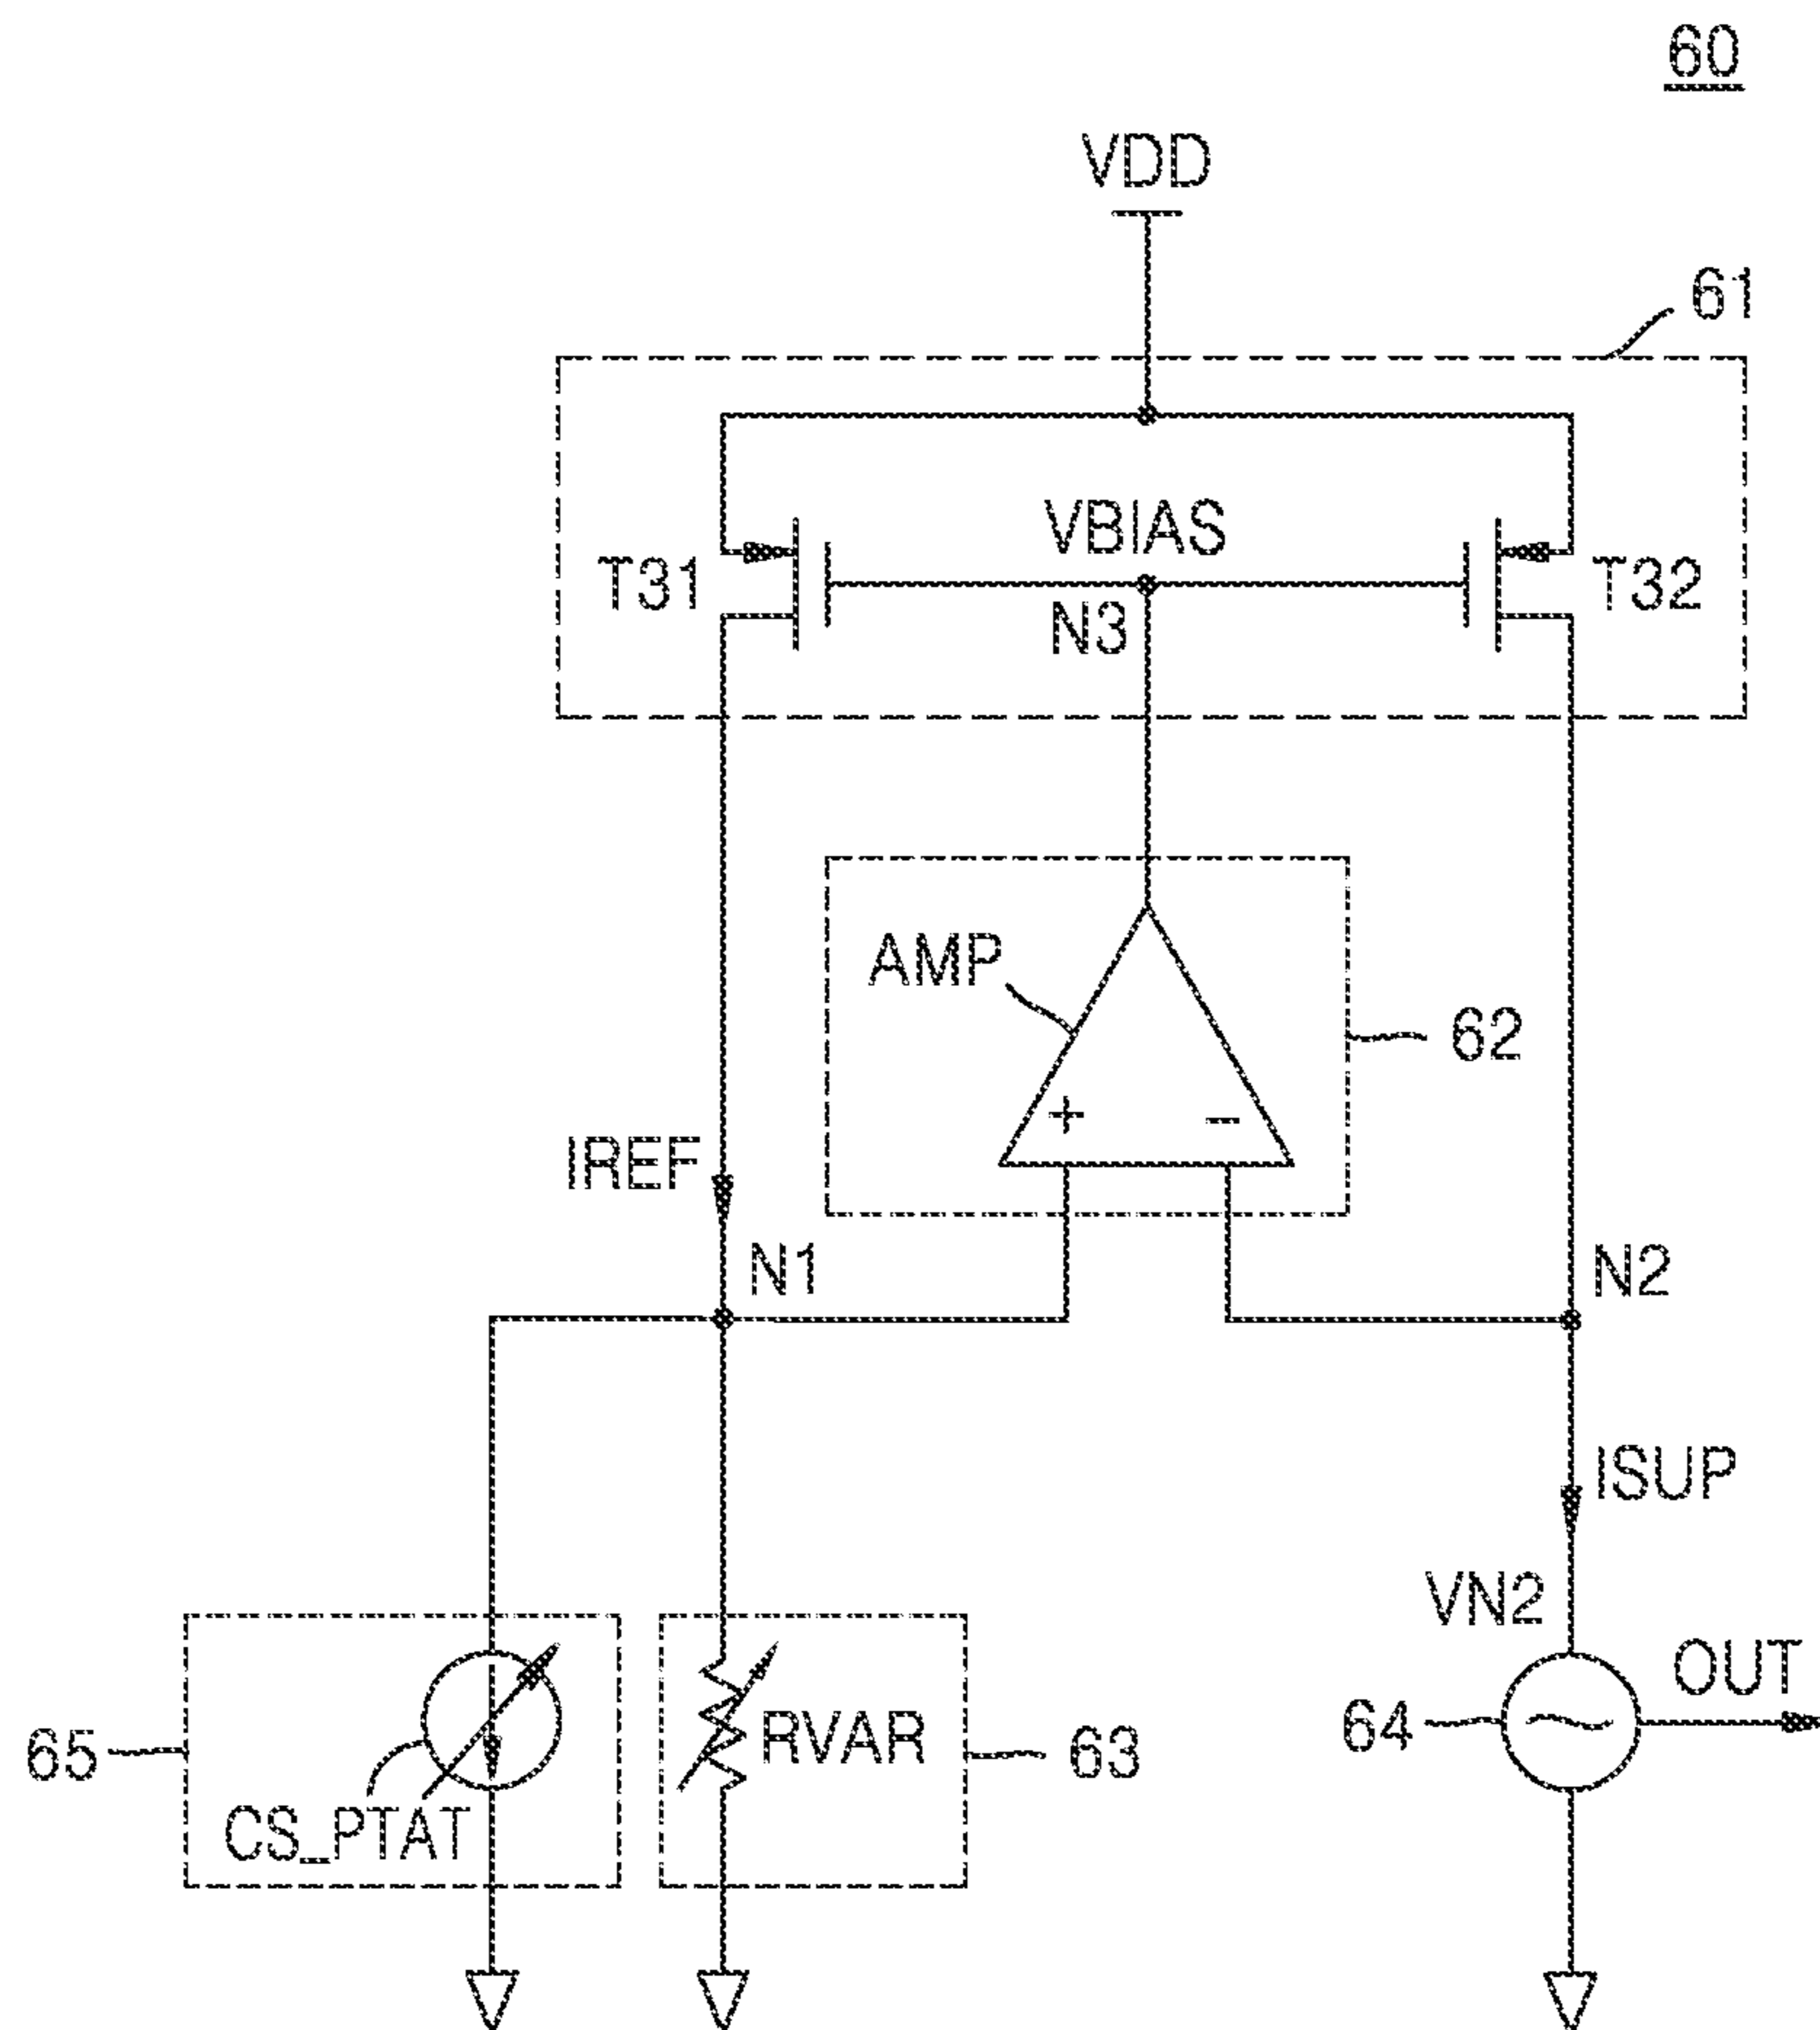 60
VDD
61
VBIAS
T31
T32
N3
AMP
62
+ −
IREF
N1
N2
ISUP
VN2
OUT
64
65
RVAR
63
CS_PTAT